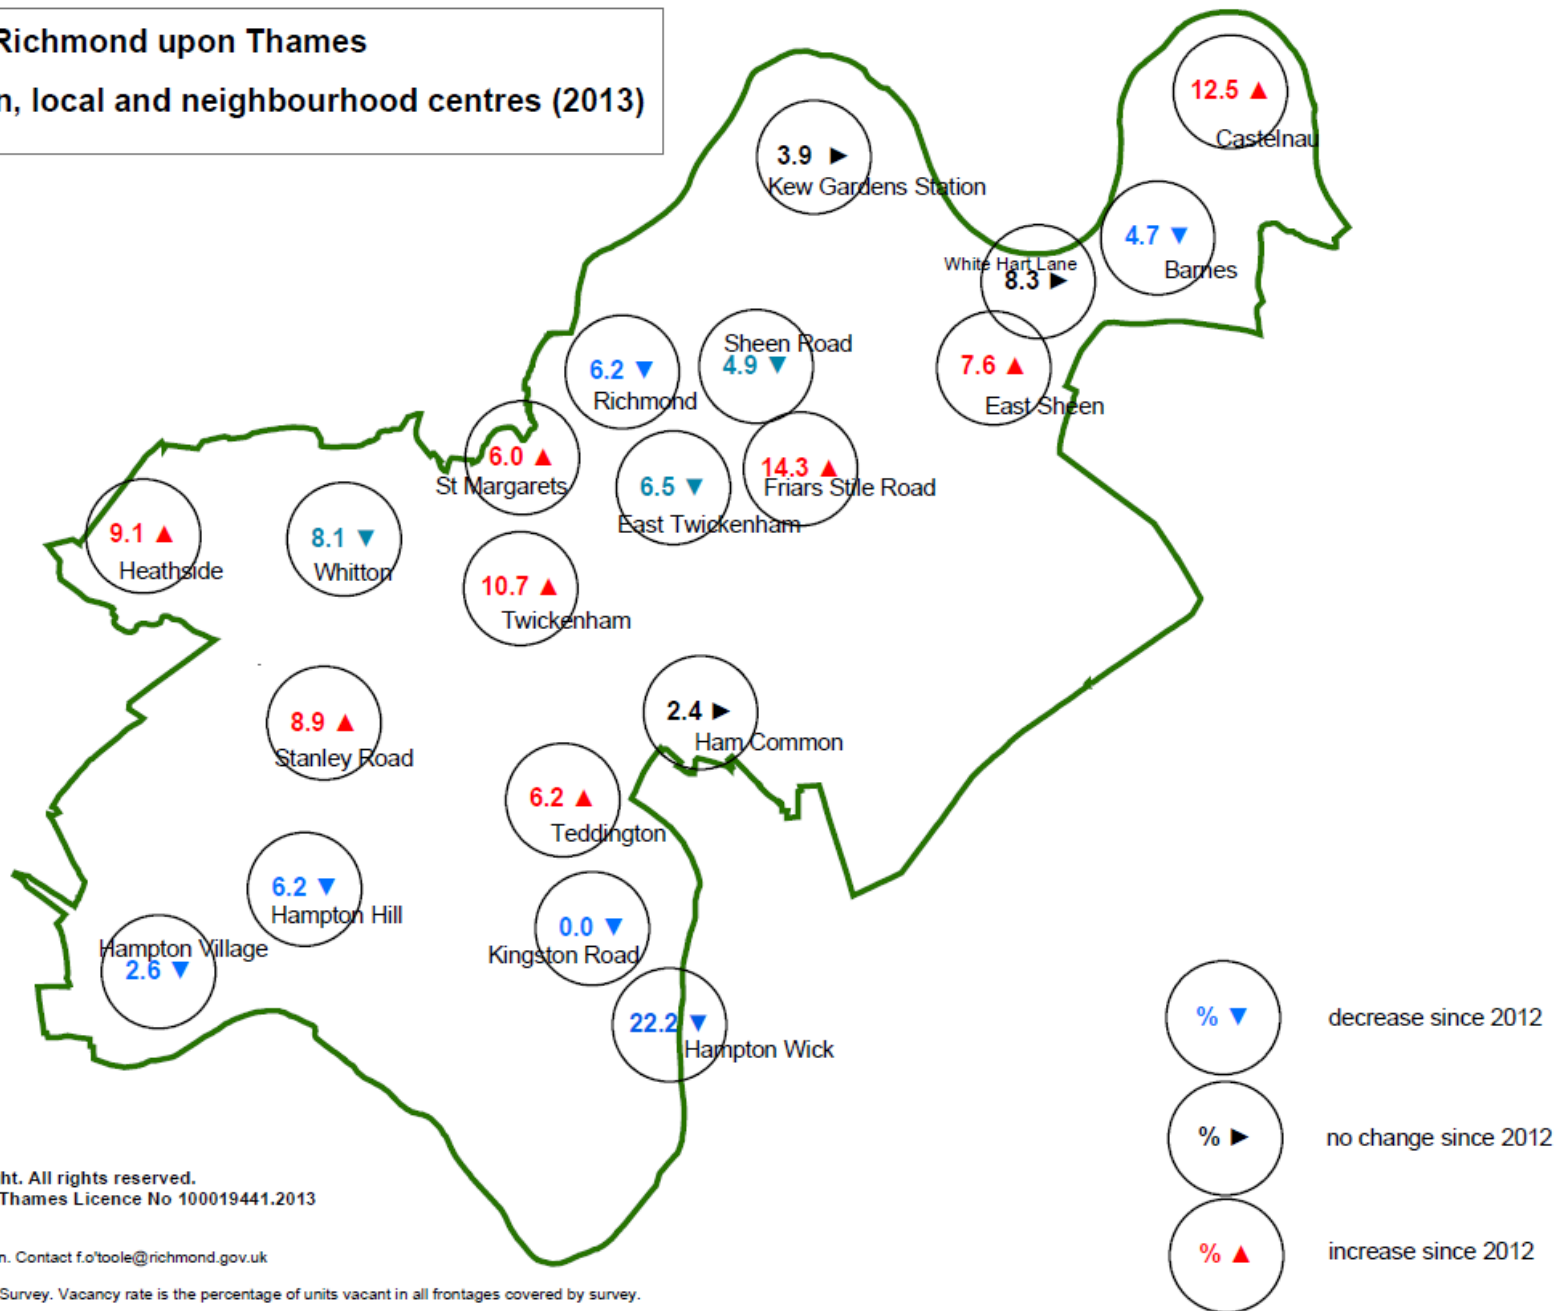 Richmond upon Thames
n, local and neighbourhood centres (2013)
12.5 ▲
Castelnau
3.9 ►
Kew Gardens Station
4.7 ▼
Barnes
White Hart Lane
8.3 ►
Sheen Road
4.9 ▼
6.2 ▼
Richmond
7.6 ▲
East Sheen
6.0 ▲
St Margarets
14.3 ▲
Friars Stile Road
6.5 ▼
East Twickenham
9.1 ▲
Heathside
8.1 ▼
Whitton
10.7 ▲
Twickenham
8.9 ▲
Stanley Road
2.4 ►
Ham Common
6.2 ▲
Teddington
6.2 ▼
Hampton Hill
Hampton Village
2.6 ▼
0.0 ▼
Kingston Road
22.2 ▼
Hampton Wick
% ▼ decrease since 2012
% ► no change since 2012
% ▲ increase since 2012
ht. All rights reserved.
Thames Licence No 100019441.2013
n. Contact f.o'toole@richmond.gov.uk
Survey. Vacancy rate is the percentage of units vacant in all frontages covered by survey.